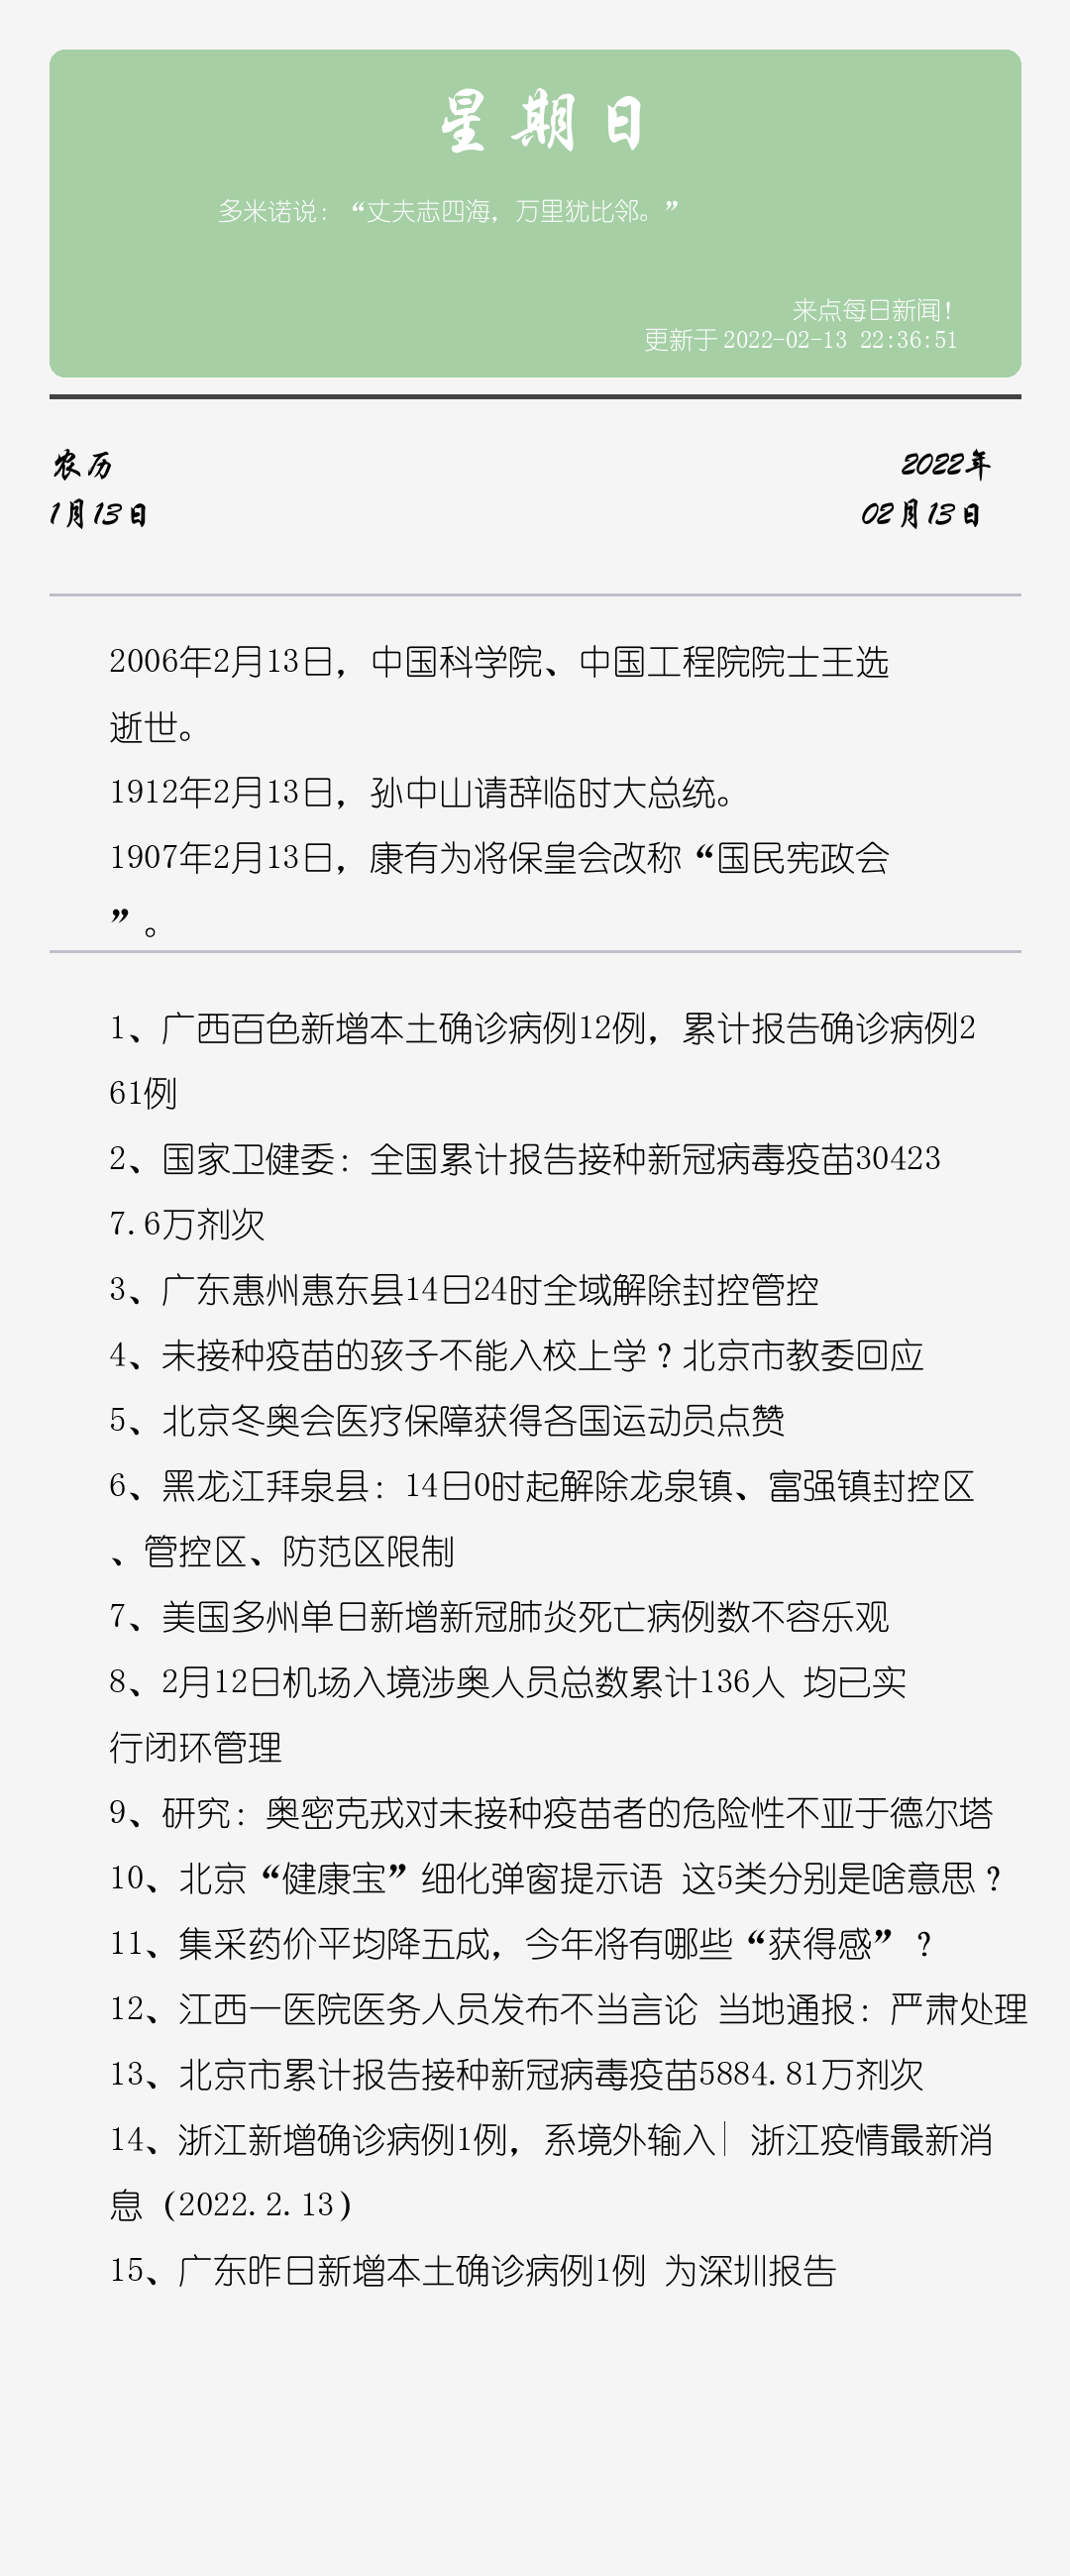 星期日
多米诺说：“丈夫志四海，万里犹比邻。”
来点每日新闻！
更新于 2022-02-13 22:36:51
农历
2022年
1月13日
02月13日
2006年2月13日，中国科学院、中国工程院院士王选
逝世。
1912年2月13日，孙中山请辞临时大总统。
1907年2月13日，康有为将保皇会改称“国民宪政会
”。
1、广西百色新增本土确诊病例12例，累计报告确诊病例2
61例
2、国家卫健委：全国累计报告接种新冠病毒疫苗30423
7.6万剂次
3、广东惠州惠东县14日24时全域解除封控管控
4、未接种疫苗的孩子不能入校上学？北京市教委回应
5、北京冬奥会医疗保障获得各国运动员点赞
6、黑龙江拜泉县：14日0时起解除龙泉镇、富强镇封控区
、管控区、防范区限制
7、美国多州单日新增新冠肺炎死亡病例数不容乐观
8、2月12日机场入境涉奥人员总数累计136人 均已实
行闭环管理
9、研究：奥密克戎对未接种疫苗者的危险性不亚于德尔塔
10、北京“健康宝”细化弹窗提示语 这5类分别是啥意思？
11、集采药价平均降五成，今年将有哪些“获得感”？
12、江西一医院医务人员发布不当言论 当地通报：严肃处理
13、北京市累计报告接种新冠病毒疫苗5884.81万剂次
14、浙江新增确诊病例1例，系境外输入| 浙江疫情最新消
息（2022.2.13）
15、广东昨日新增本土确诊病例1例 为深圳报告